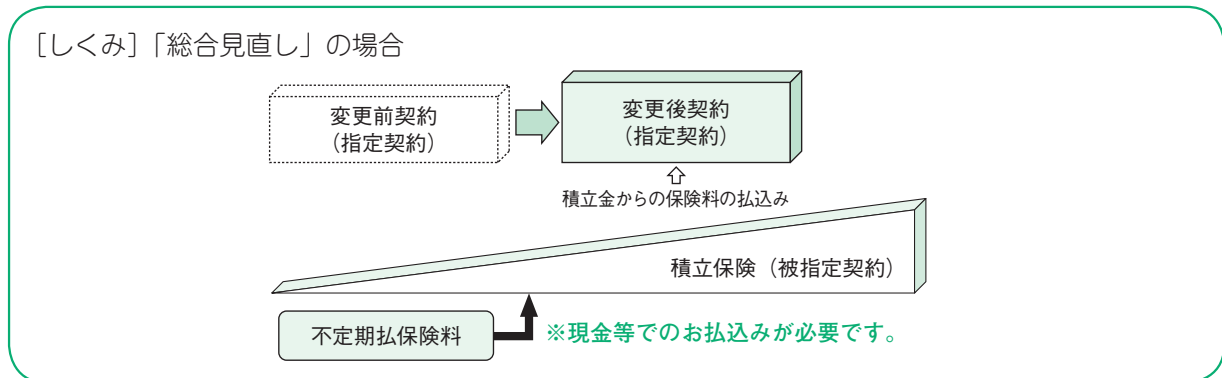 [しくみ]「総合見直し」の場合
変更前契約
(指定契約)
変更後契約
(指定契約)
積立金からの保険料の払込み
積立保険(被指定契約)
不定期払保険料
※現金等でのお払込みが必要です。